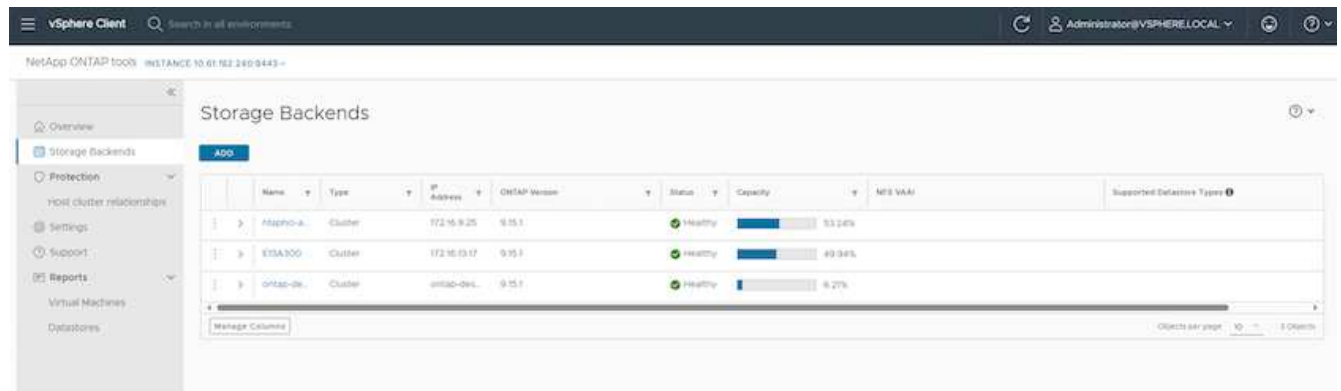 vSphere Client Search in all environments Administrator@VSPHERE.LOCAL
NetApp ONTAP tools INSTANCE 10.61.182.240:9443
Storage Backends
Overview
Storage Backends
ADD
Protection
Name Type IP Address ONTAP Version Status Capacity NFS VAAI Supported Datastore Types
Host cluster relationships
ntaphci-a... Cluster 172.16.9.25 9.15.1 Healthy 53.24%
Settings
Support
E13A300 Cluster 172.16.13.17 9.15.1 Healthy 49.94%
Reports
ontap-de... Cluster ontap-des... 9.15.1 Healthy 6.21%
Virtual Machines
Datastores
Manage Columns Objects per page 10 3 Objects